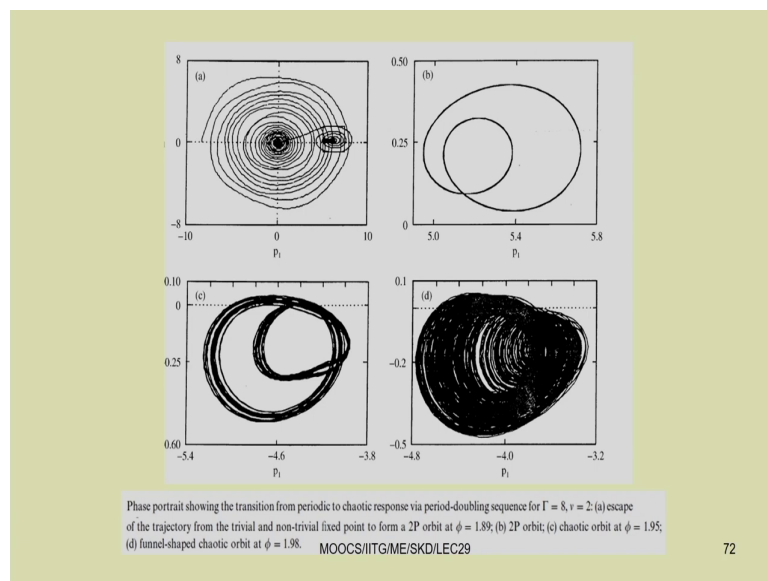 8
(a)
0
−8
−10 0 10
p₁
0.50
(b)
0.25
0
5.0 5.4 5.8
p₁
0.10
(c)
0
0.25
0.60
−5.4 −4.6 −3.8
p₁
0.1
(d)
−0.2
−0.5
−4.8 −4.0 −3.2
p₁
Phase portrait showing the transition from periodic to chaotic response via period-doubling sequence for Γ = 8, ν = 2: (a) escape
of the trajectory from the trivial and non-trivial fixed point to form a 2P orbit at ϕ = 1.89; (b) 2P orbit; (c) chaotic orbit at ϕ = 1.95;
(d) funnel-shaped chaotic orbit at ϕ = 1.98.
MOOCS/IITG/ME/SKD/LEC29
72